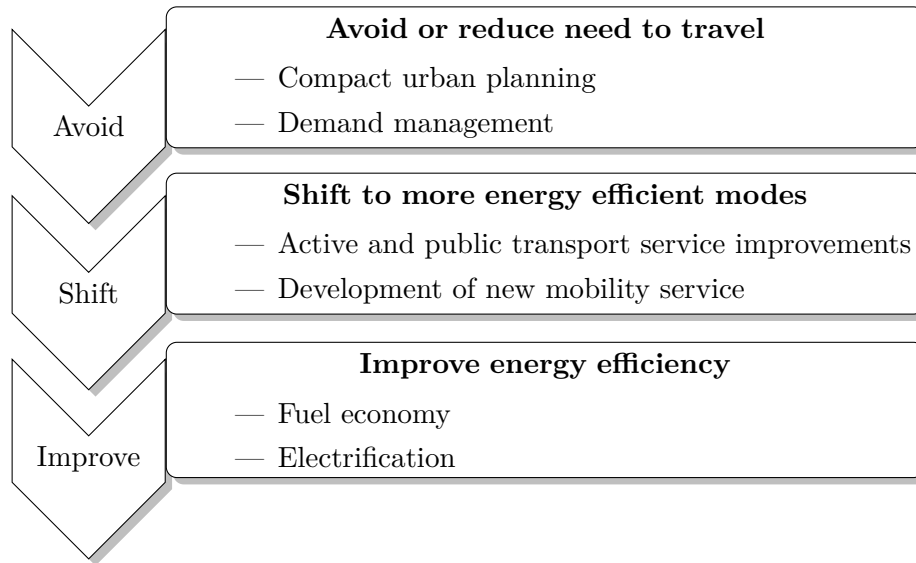 Avoid or reduce need to travel
— Compact urban planning
— Demand management
Avoid
Shift to more energy efficient modes
— Active and public transport service improvements
— Development of new mobility service
Shift
Improve energy efficiency
— Fuel economy
— Electrification
Improve